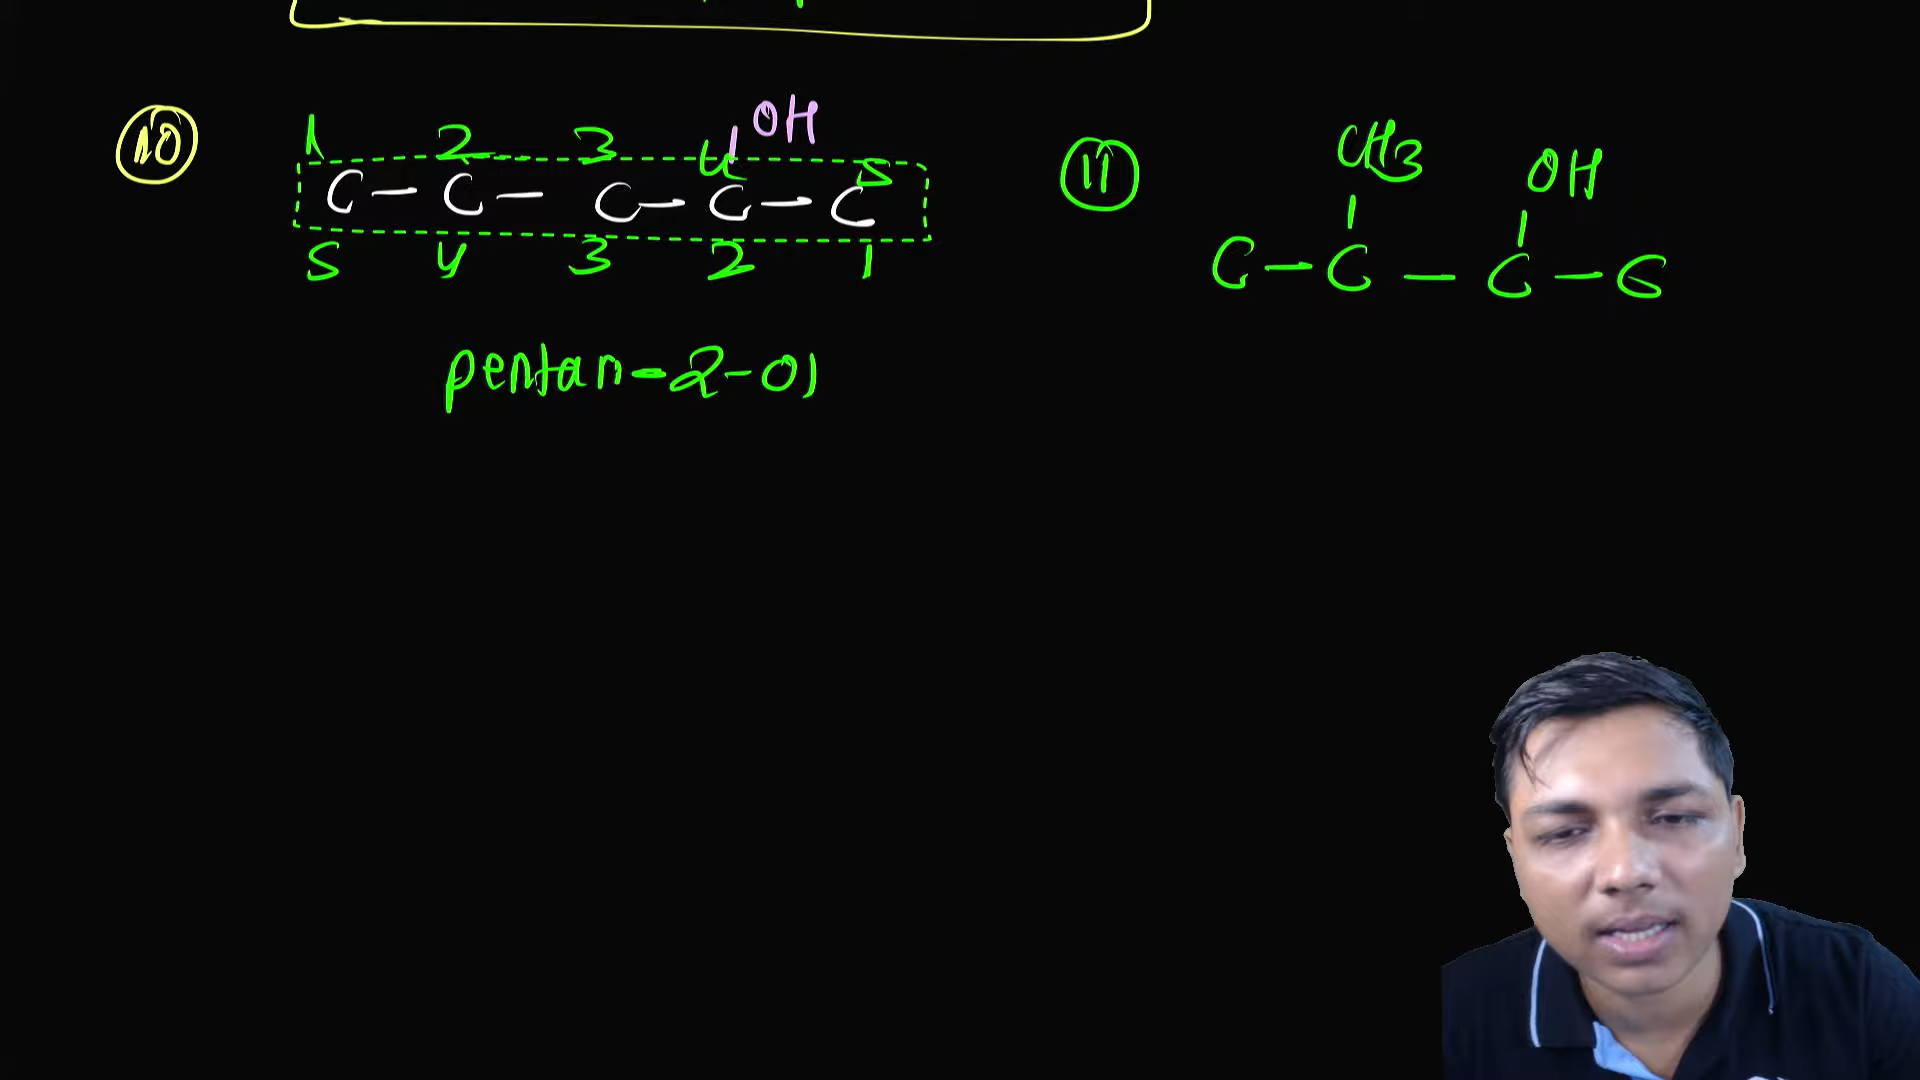 10
1 2 3 4 OH 5
C - C - C - C - C
5 4 3 2 1
pentan-2-ol
11
CH3 OH
C - C - C - C